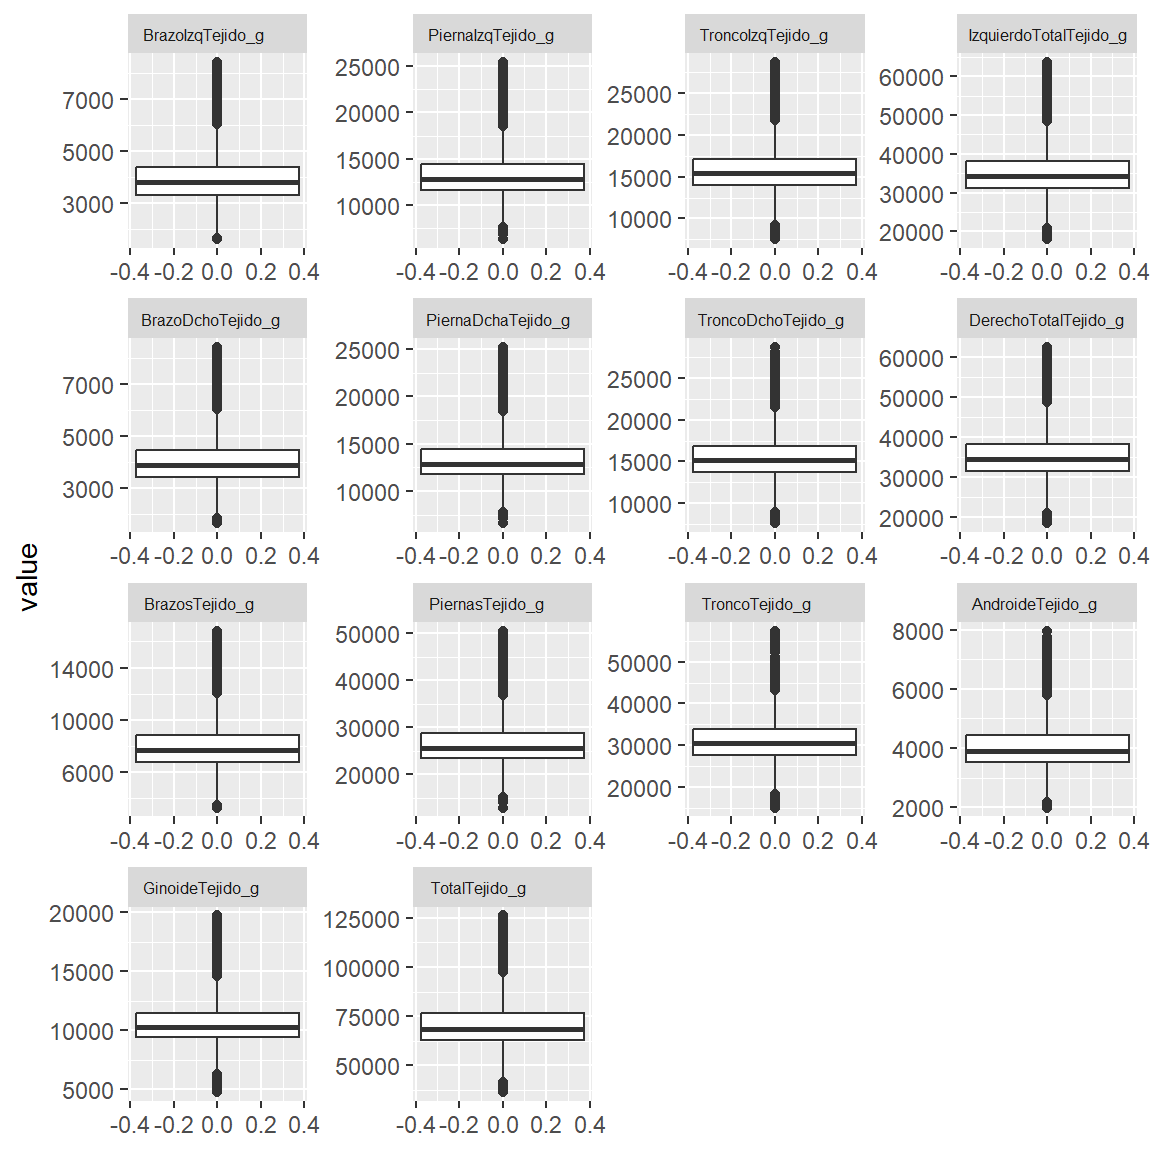 BrazoIzqTejido_g PiernaIzqTejido_g TroncoIzqTejido_g IzquierdoTotalTejido_g
7000 5000 3000
25000 20000 15000 10000
25000 20000 15000 10000
60000 50000 40000 30000 20000
-0.4 -0.2 0.0 0.2 0.4 -0.4 -0.2 0.0 0.2 0.4 -0.4 -0.2 0.0 0.2 0.4 -0.4 -0.2 0.0 0.2 0.4
BrazoDchoTejido_g PiernaDchaTejido_g TroncoDchoTejido_g DerechoTotalTejido_g
7000 5000 3000
25000 20000 15000 10000
25000 20000 15000 10000
60000 50000 40000 30000 20000
-0.4 -0.2 0.0 0.2 0.4 -0.4 -0.2 0.0 0.2 0.4 -0.4 -0.2 0.0 0.2 0.4 -0.4 -0.2 0.0 0.2 0.4
value
BrazosTejido_g PiernasTejido_g TroncoTejido_g AndroideTejido_g
14000 10000 6000
50000 40000 30000 20000
50000 40000 30000 20000
8000 6000 4000 2000
-0.4 -0.2 0.0 0.2 0.4 -0.4 -0.2 0.0 0.2 0.4 -0.4 -0.2 0.0 0.2 0.4 -0.4 -0.2 0.0 0.2 0.4
GinoideTejido_g TotalTejido_g
20000 15000 10000 5000
125000 100000 75000 50000
-0.4 -0.2 0.0 0.2 0.4 -0.4 -0.2 0.0 0.2 0.4